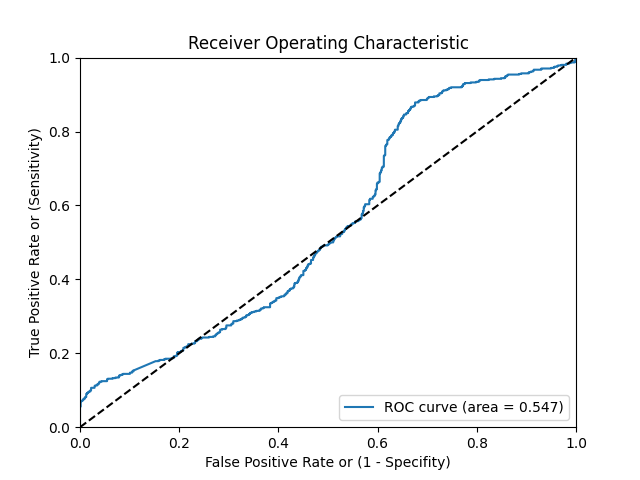 Receiver Operating Characteristic
1.0
0.8
0.6
0.4
0.2
0.0
True Positive Rate or (Sensitivity)
ROC curve (area = 0.547)
0.0 0.2 0.4 0.6 0.8 1.0
False Positive Rate or (1 - Specifity)